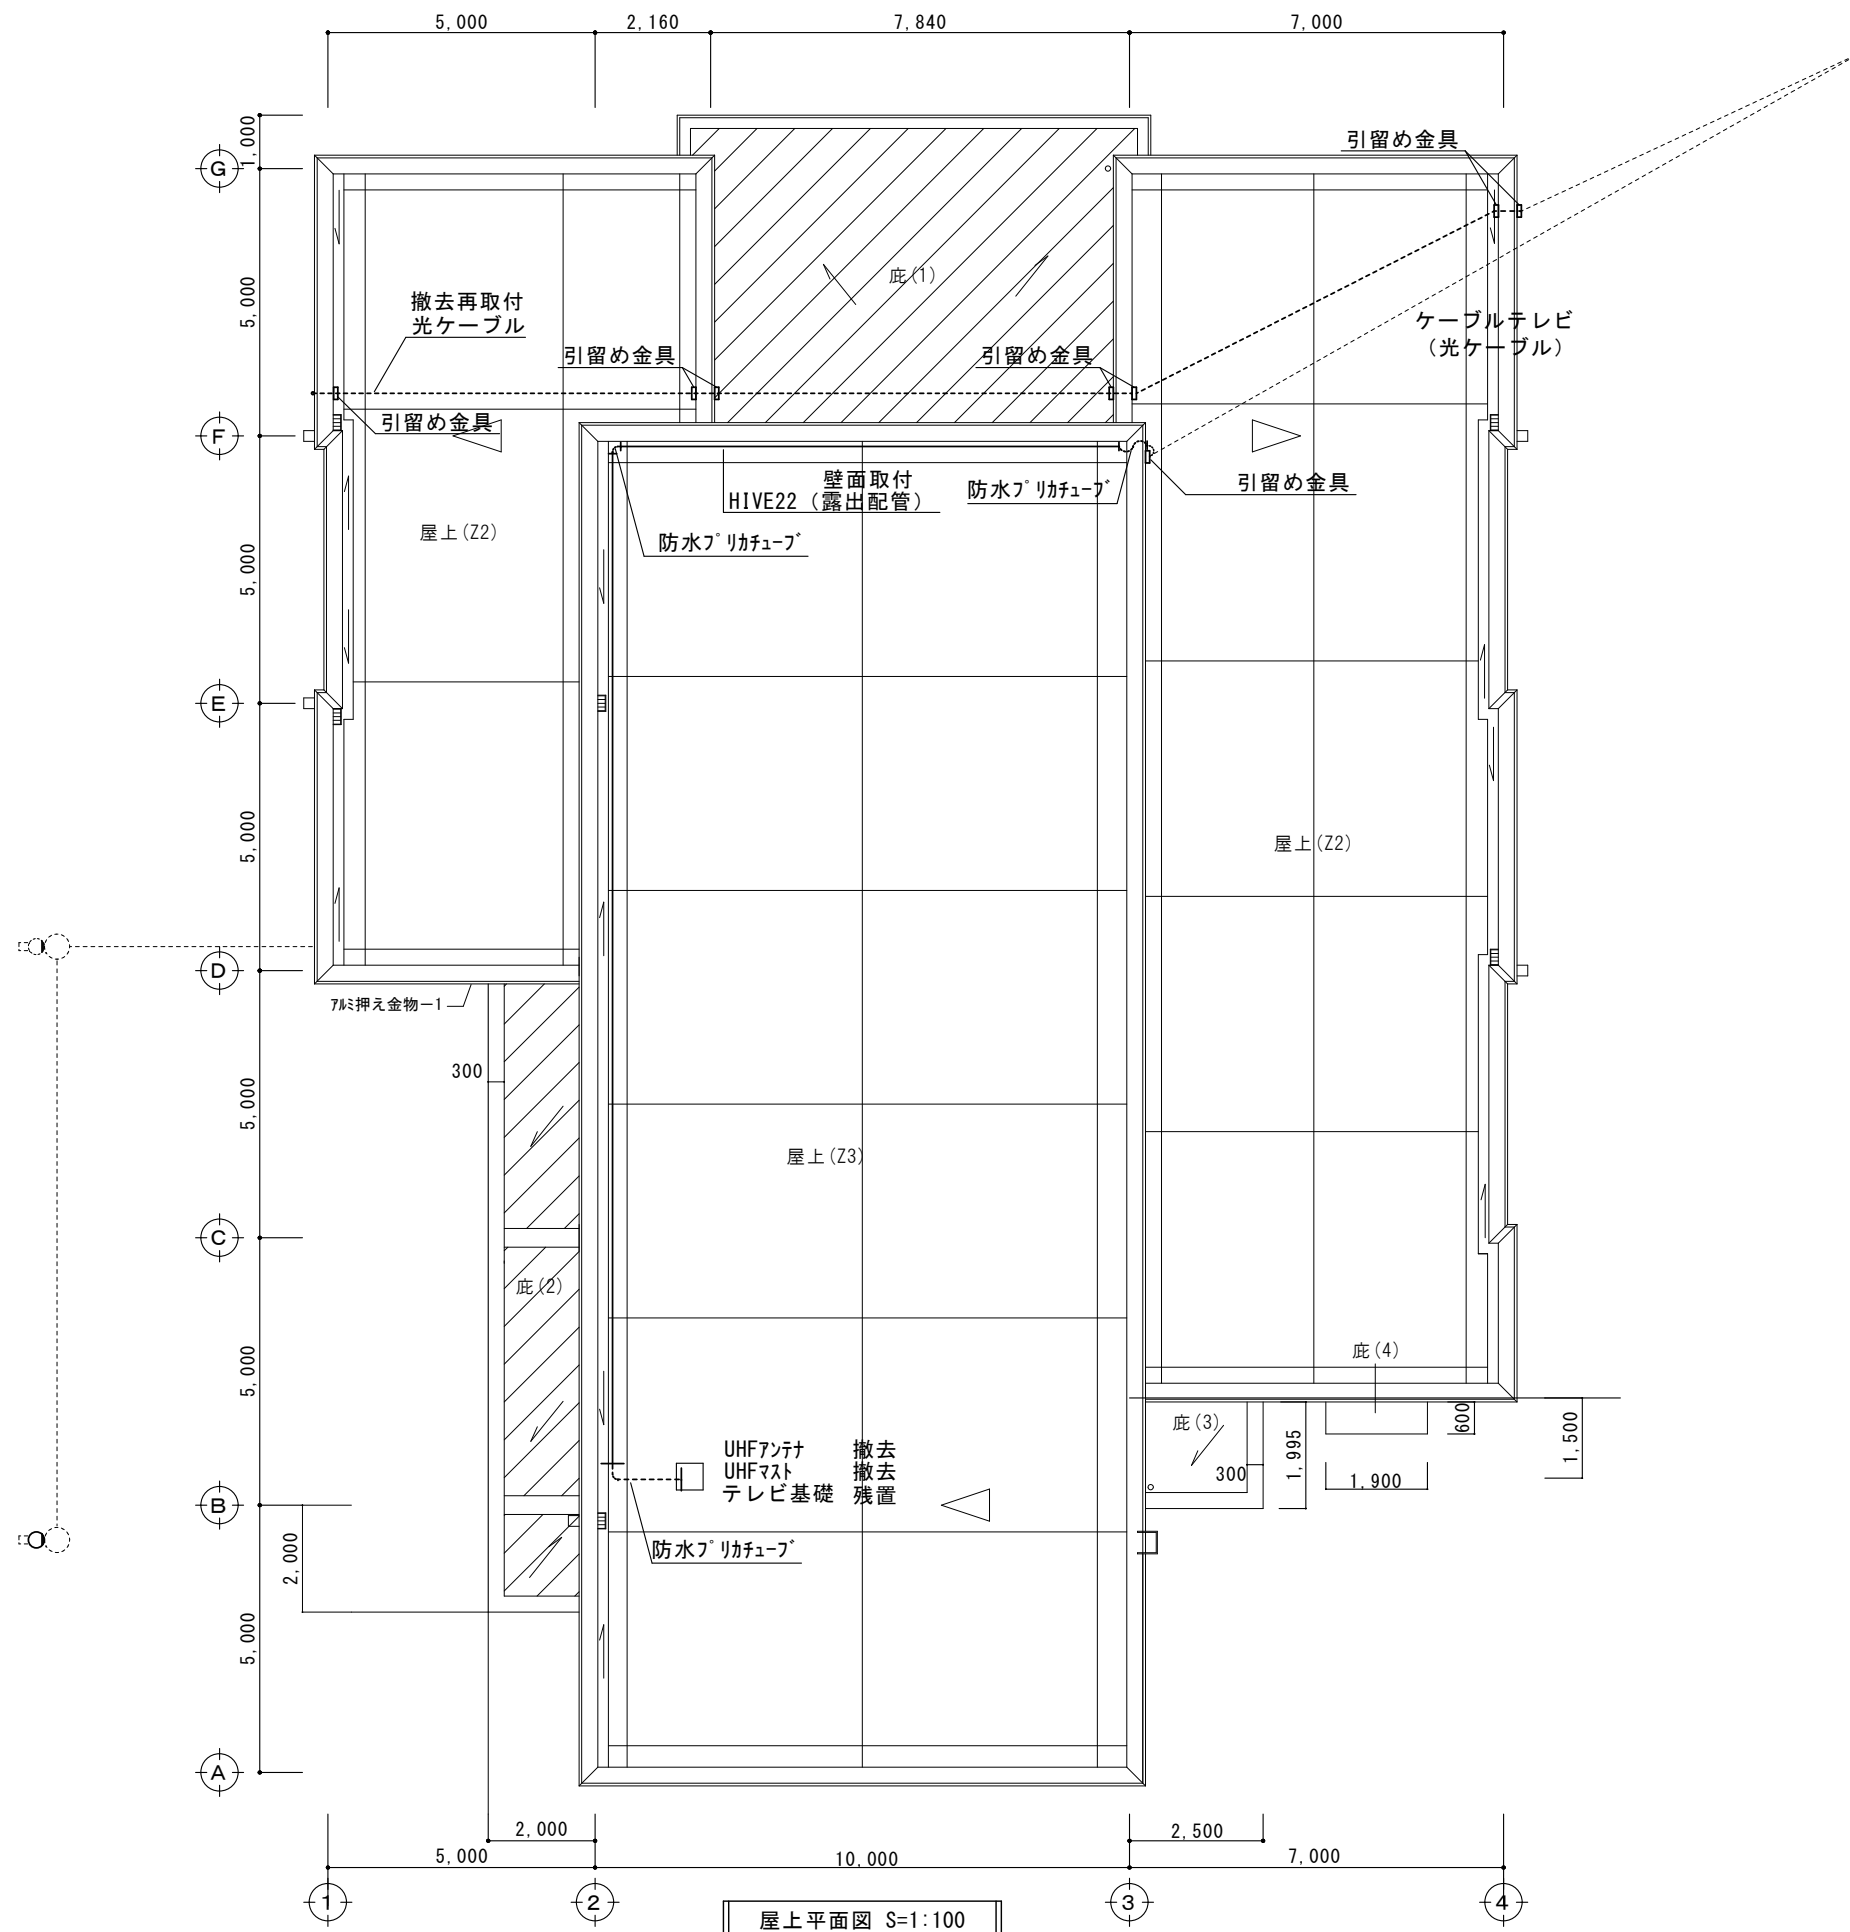 5,000
2,160
7,840
7,000
1,000
G
引留め金具
5,000
庇(1)
撤去再取付
光ケーブル
ケーブルテレビ
(光ケーブル)
引留め金具
引留め金具
引留め金具
F
壁面取付
HIVE22 (露出配管)
防水プリカチューブ
引留め金具
屋上(Z2)
防水プリカチューブ
5,000
E
5,000
屋上(Z2)
D
アルミ押え金物-1
300
5,000
屋上(Z3)
C
庇(2)
5,000
庇(4)
庇(3)
600
1,500
1,995
300
1,900
UHFアンテナ 撤去
UHFマスト 撤去
テレビ基礎 残置
B
防水プリカチューブ
2,000
5,000
A
2,000
2,500
5,000
10,000
7,000
1
2
3
4
屋上平面図 S=1:100